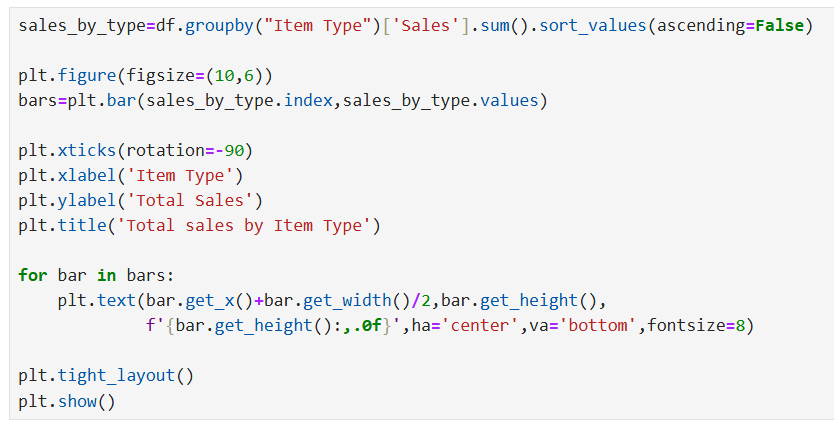 sales_by_type=df.groupby("Item Type")['Sales'].sum().sort_values(ascending=False)
plt.figure(figsize=(10,6))
bars=plt.bar(sales_by_type.index,sales_by_type.values)
plt.xticks(rotation=-90)
plt.xlabel('Item Type')
plt.ylabel('Total Sales')
plt.title('Total sales by Item Type')
for bar in bars:
    plt.text(bar.get_x()+bar.get_width()/2,bar.get_height(),
             f'{bar.get_height():,.0f}',ha='center',va='bottom',fontsize=8)
plt.tight_layout()
plt.show()